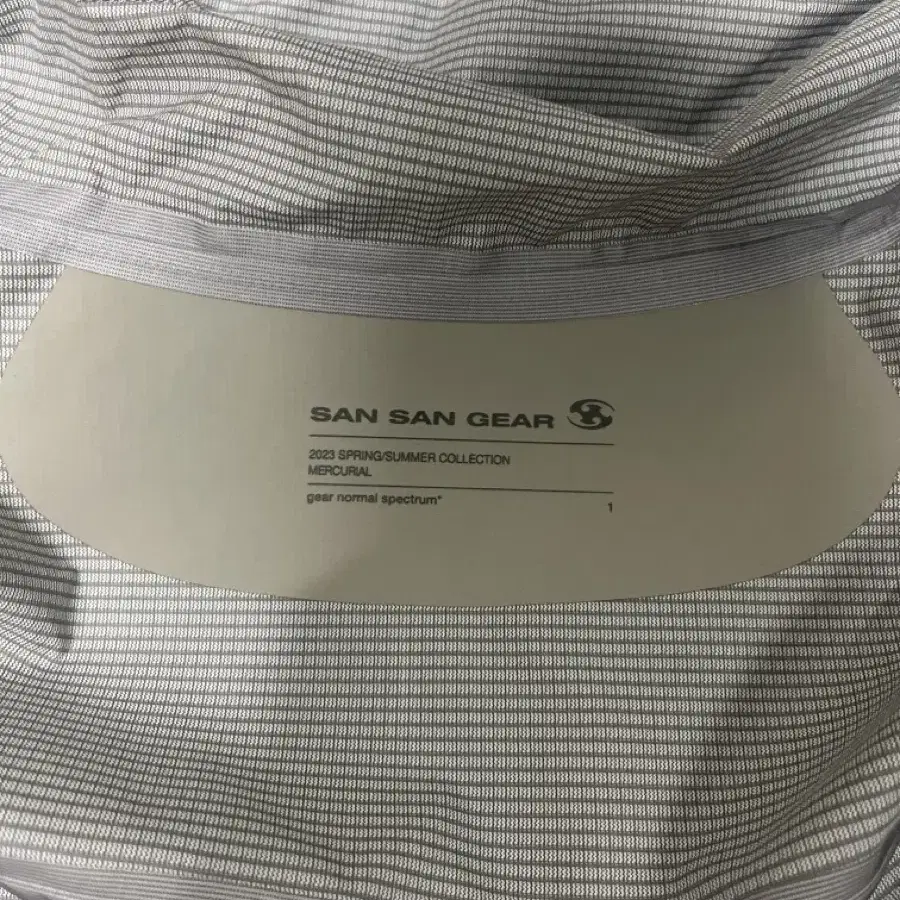 SAN SAN GEAR
2023 SPRING/SUMMER COLLECTION
MERCURIAL
gear normal spectrum*
1